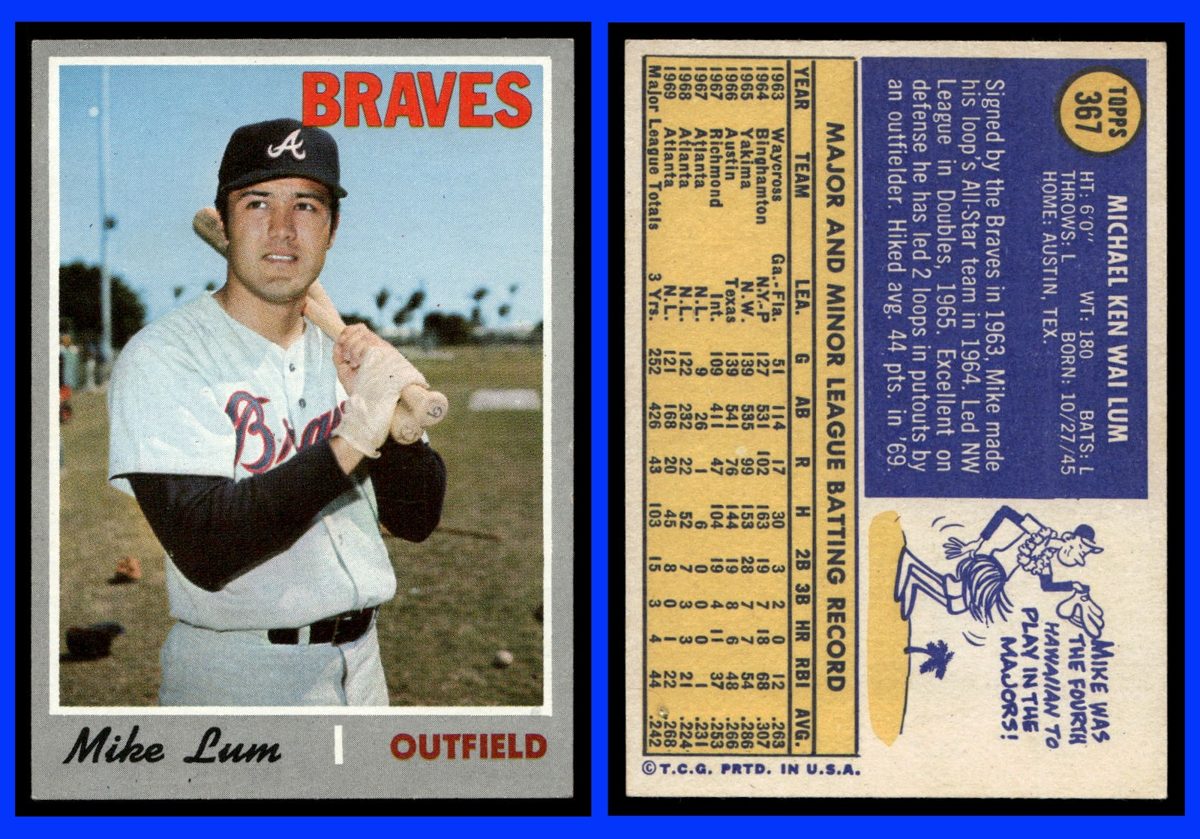 BRAVES
A
Braves
Mike Lum | OUTFIELD
TOPPS
367
MICHAEL KEN WAI LUM
HT: 6'0" WT: 180 BATS: L
THROWS: L BORN: 10/27/45
HOME: AUSTIN, TEX.
Signed by the Braves in 1963, Mike made
his loop's All-Star team in 1964. Led NW
League in Doubles, 1965. Excellent on
defense he has led 2 loops in putouts by
an outfielder. Hiked avg. 44 pts. in '69.
MIKE WAS
THE FOURTH
HAWAIIAN TO
PLAY IN THE
MAJORS!
MAJOR AND MINOR LEAGUE BATTING RECORD
YEAR TEAM LEA. G AB R H 2B 3B HR RBI AVG.
1963 Waycross Ga.-Fla. 51 114 17 30 3 2 0 12 .263
1964 Binghamton N.Y.-P 127 531 102 163 19 7 18 68 .307
1965 Yakima N.W. 139 535 99 153 28 7 6 54 .286
1966 Austin Texas 139 541 76 144 19 8 7 48 .266
1967 Richmond Int. 109 411 47 104 19 4 11 37 .253
1967 Atlanta N.L. 9 26 1 6 0 0 0 1 .231
1968 Atlanta N.L. 122 232 22 52 7 3 3 21 .224
1969 Atlanta N.L. 121 168 20 45 8 0 1 22 .268
Major League Totals 3 Yrs. 252 426 43 103 15 3 4 44 .242
© T.C.G. PRTD. IN U.S.A.